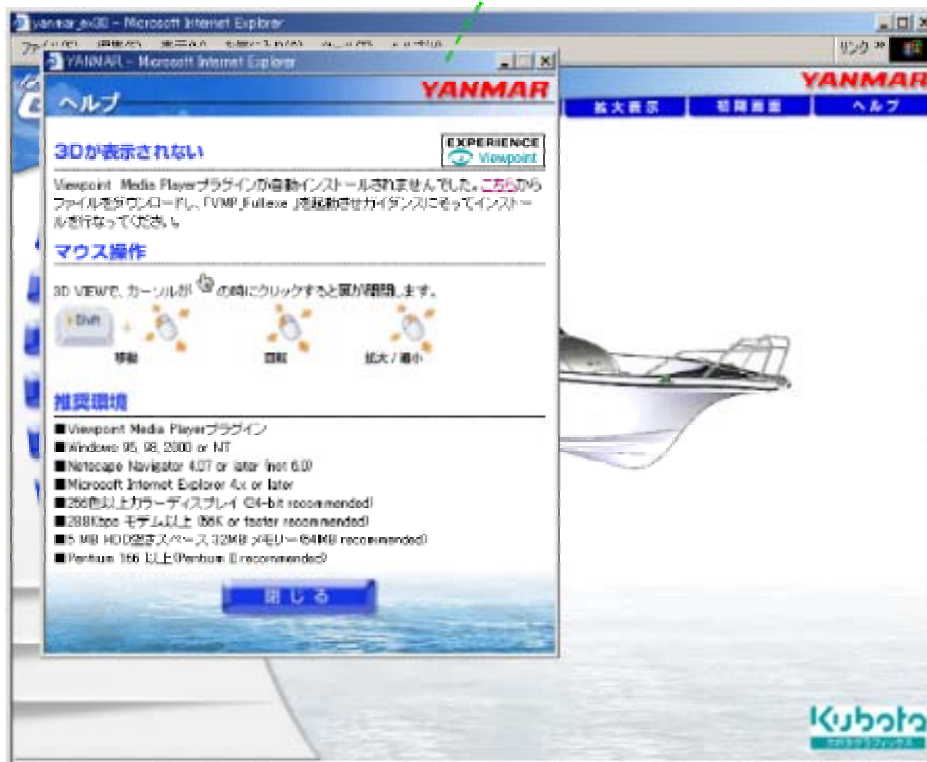 yanmar_ex30 - Microsoft Internet Explorer
リンク
YANMAR - Microsoft Internet Explorer
YANMAR
拡大表示 初期画面 ヘルプ
ヘルプ
YANMAR
3Dが表示されない
EXPERIENCE
Viewpoint
Viewpoint Media Playerプラグインが自動インストールされませんでした。こちらから
ファイルをダウンロードし、「VMP_Full.exe」を起動させガイダンスにそってインストー
ルを行なってください。
マウス操作
3D VIEWで、カーソルが の時にクリックすると扉が開閉します。
Shift +
移動 回転 拡大 / 縮小
推奨環境
■Viewpoint Media Playerプラグイン
■Windows 95, 98, 2000 or NT
■Netscape Navigator 4.07 or later (not 6.0)
■Microsoft Internet Explorer 4.x or later
■256色以上カラーディスプレイ (24-bit recommended)
■28.8Kbps モデム以上 (56K or faster recommended)
■5 MB HDD空きスペース 32MB メモリー (64MB recommended)
■Pentium 166 以上 (Pentium II recommended)
閉じる
Kubota